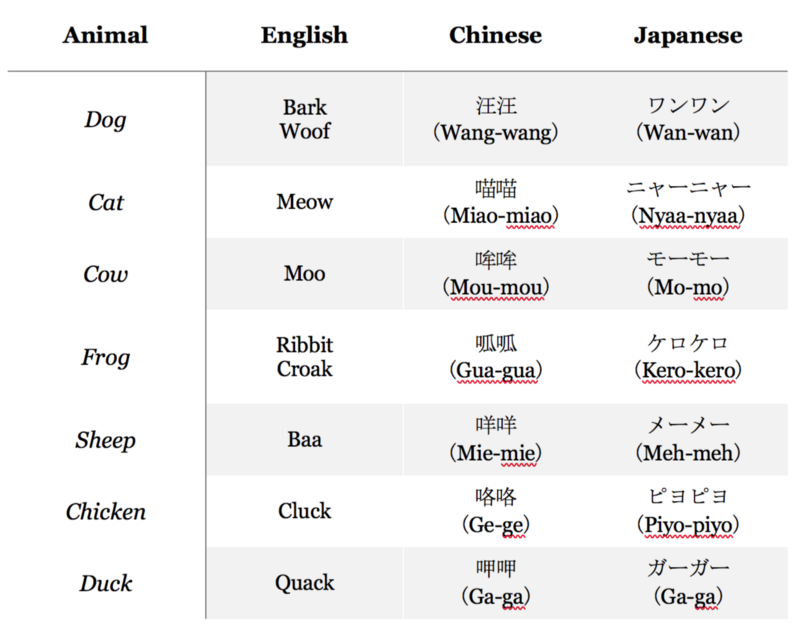 Animal English Chinese Japanese
Dog
Bark
Woof
汪汪
(Wang-wang)
ワンワン
(Wan-wan)
Cat
Meow
喵喵
(Miao-miao)
ニャーニャー
(Nyaa-nyaa)
Cow
Moo
哞哞
(Mou-mou)
モーモー
(Mo-mo)
Frog
Ribbit
Croak
呱呱
(Gua-gua)
ケロケロ
(Kero-kero)
Sheep
Baa
咩咩
(Mie-mie)
メーメー
(Meh-meh)
Chicken
Cluck
咯咯
(Ge-ge)
ピヨピヨ
(Piyo-piyo)
Duck
Quack
呷呷
(Ga-ga)
ガーガー
(Ga-ga)